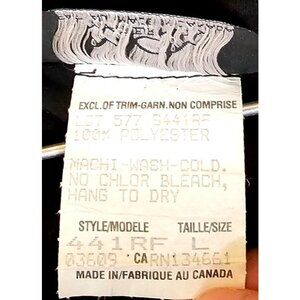 EXCL.OF TRIM-GARN.NON COMPRISE
LOT 577 S441RF
100% POLYESTER
MACHI-WASH-COLD.
NO CHLOR BLEACH,
HANG TO DRY
STYLE/MODELE TAILLE/SIZE
441RF L
03609 CA RN134661
MADE IN/FABRIQUE AU CANADA